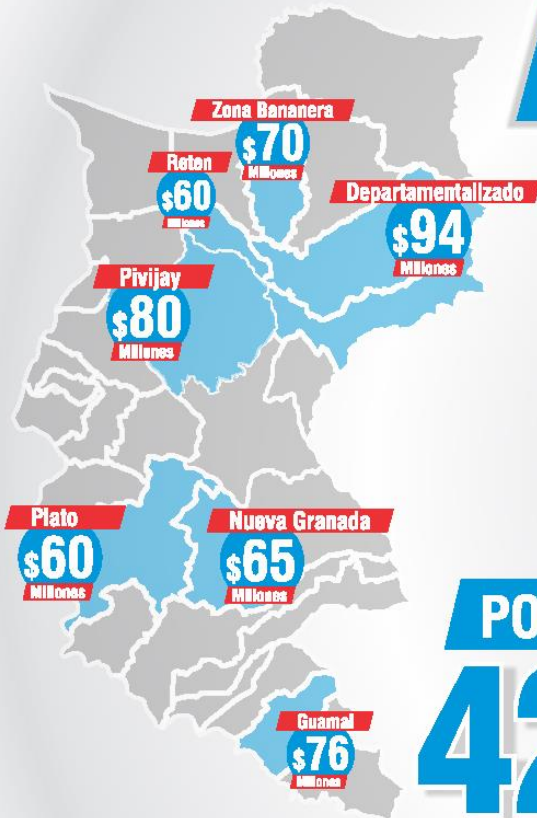 Zona Bananera
$70
Millones
Reten
$60
Millones
Departamentalizado
$94
Millones
Pivijay
$80
Millones
Plato
$60
Millones
Nueva Granada
$65
Millones
Guamal
$76
Millones
PO
42